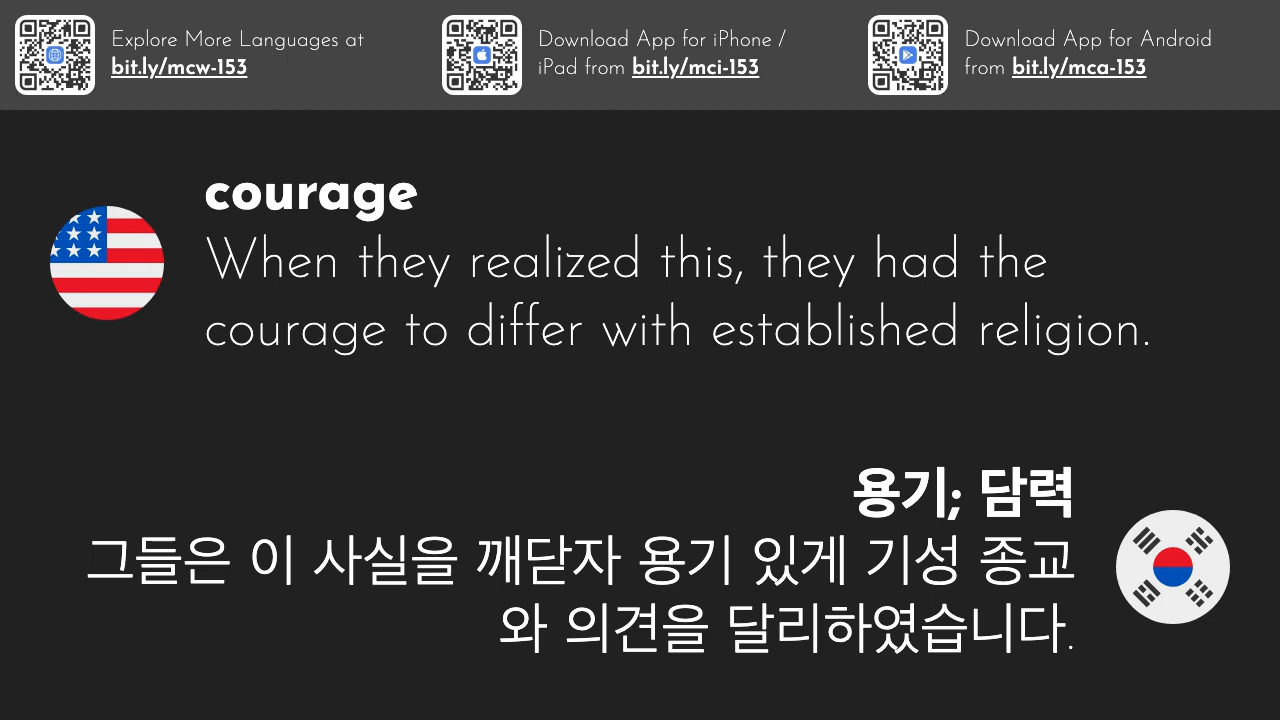 Explore More Languages at
bit.ly/mcw-153
Download App for iPhone /
iPad from bit.ly/mci-153
Download App for Android
from bit.ly/mca-153
courage
When they realized this, they had the
courage to differ with established religion.
용기; 담력
그들은 이 사실을 깨닫자 용기 있게 기성 종교
와 의견을 달리하였습니다.